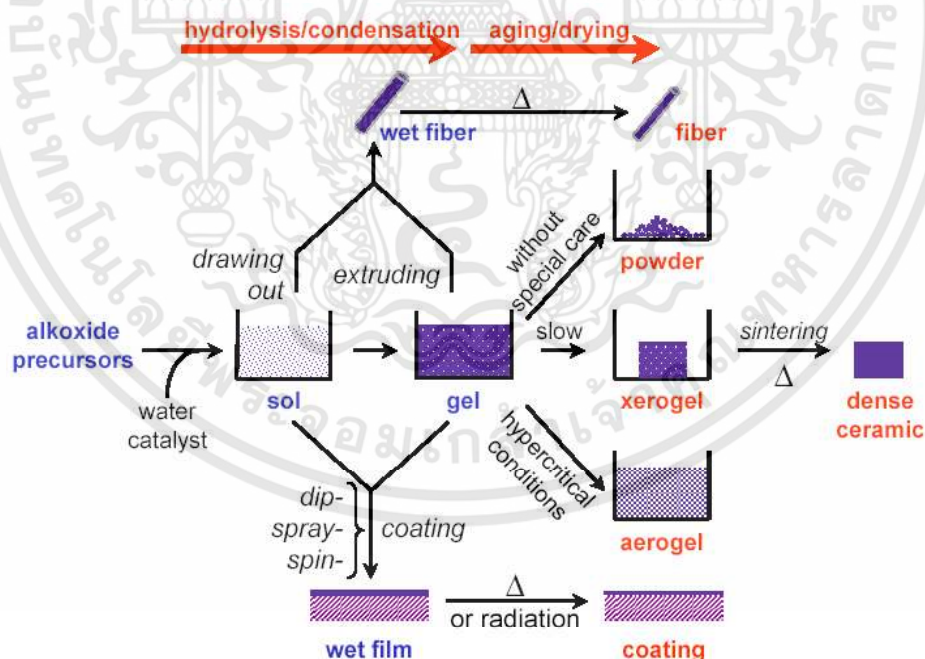 hydrolysis/condensation
aging/drying
Δ
wet fiber
fiber
drawing
out
extruding
without
special care
powder
alkoxide
precursors
water
catalyst
sol
gel
slow
xerogel
sintering
Δ
dense
ceramic
hypercritical
conditions
aerogel
dip-
spray-
spin-
coating
Δ
or radiation
wet film
coating